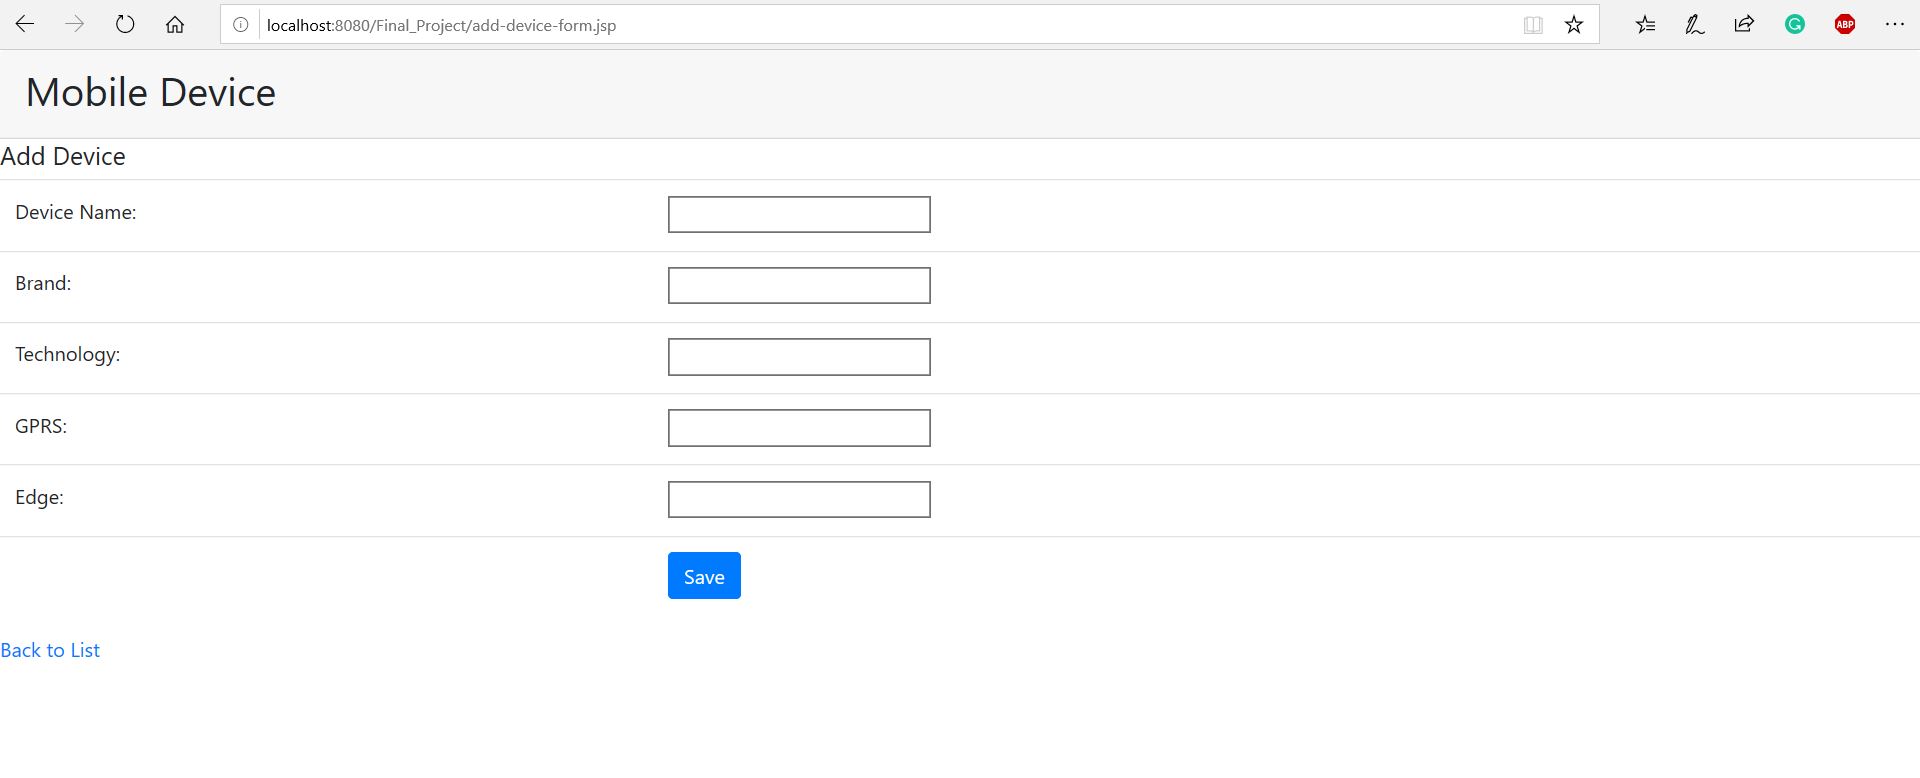 localhost:8080/Final_Project/add-device-form.jsp
ABP
Mobile Device
Add Device
Device Name:
Brand:
Technology:
GPRS:
Edge:
Save
Back to List